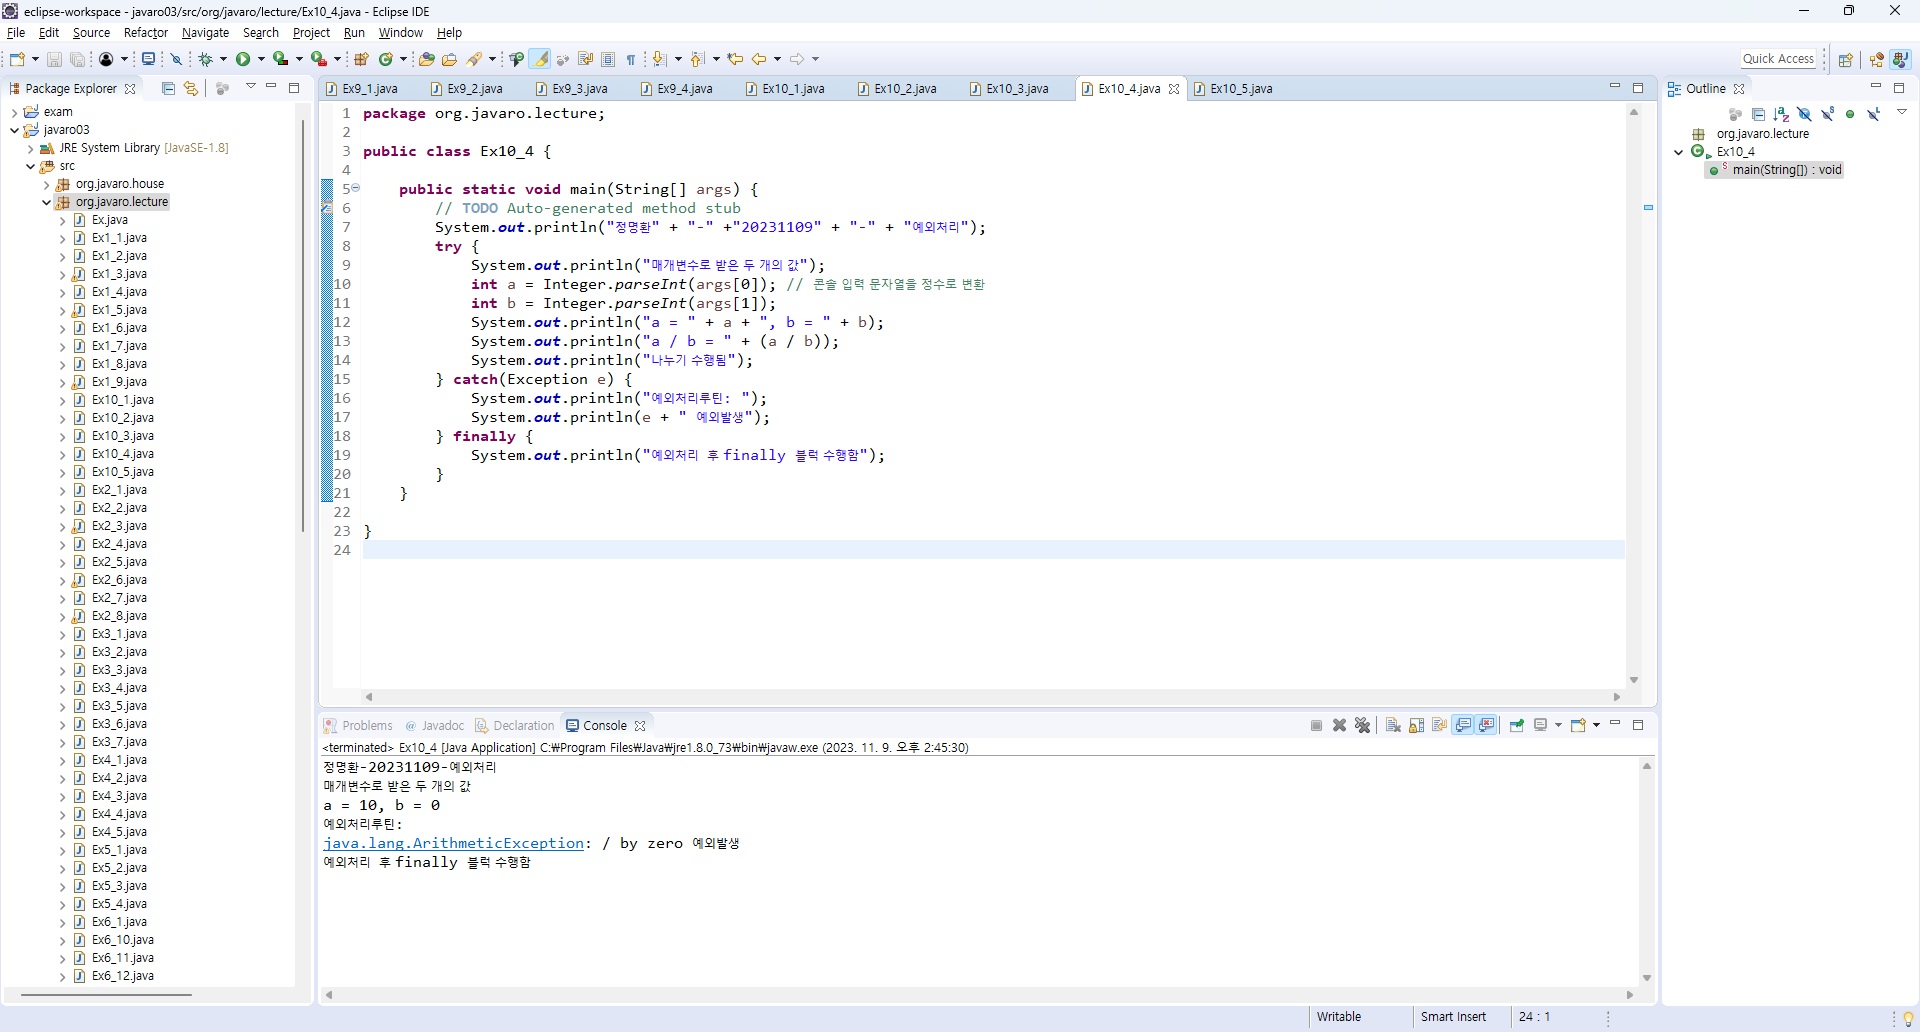 eclipse-workspace - javaro03/src/org/javaro/lecture/Ex10_4.java - Eclipse IDE
File Edit Source Refactor Navigate Search Project Run Window Help
Quick Access
Package Explorer
exam
javaro03
JRE System Library [JavaSE-1.8]
src
org.javaro.house
org.javaro.lecture
Ex.java
Ex1_1.java
Ex1_2.java
Ex1_3.java
Ex1_4.java
Ex1_5.java
Ex1_6.java
Ex1_7.java
Ex1_8.java
Ex1_9.java
Ex10_1.java
Ex10_2.java
Ex10_3.java
Ex10_4.java
Ex10_5.java
Ex2_1.java
Ex2_2.java
Ex2_3.java
Ex2_4.java
Ex2_5.java
Ex2_6.java
Ex2_7.java
Ex2_8.java
Ex3_1.java
Ex3_2.java
Ex3_3.java
Ex3_4.java
Ex3_5.java
Ex3_6.java
Ex3_7.java
Ex4_1.java
Ex4_2.java
Ex4_3.java
Ex4_4.java
Ex4_5.java
Ex5_1.java
Ex5_2.java
Ex5_3.java
Ex5_4.java
Ex6_1.java
Ex6_10.java
Ex6_11.java
Ex6_12.java
Ex9_1.java Ex9_2.java Ex9_3.java Ex9_4.java Ex10_1.java Ex10_2.java Ex10_3.java Ex10_4.java Ex10_5.java
1 package org.javaro.lecture;
2
3 public class Ex10_4 {
4
5 public static void main(String[] args) {
6 // TODO Auto-generated method stub
7 System.out.println("정명환" + "-" +"20231109" + "-" + "예외처리");
8 try {
9 System.out.println("매개변수로 받은 두 개의 값");
10 int a = Integer.parseInt(args[0]); // 콘솔 입력 문자열을 정수로 변환
11 int b = Integer.parseInt(args[1]);
12 System.out.println("a = " + a + ", b = " + b);
13 System.out.println("a / b = " + (a / b));
14 System.out.println("나누기 수행됨");
15 } catch(Exception e) {
16 System.out.println("예외처리루틴: ");
17 System.out.println(e + " 예외발생");
18 } finally {
19 System.out.println("예외처리 후 finally 블럭 수행함");
20 }
21 }
22
23 }
24
Problems Javadoc Declaration Console
<terminated> Ex10_4 [Java Application] C:₩Program Files₩Java₩jre1.8.0_73₩bin₩javaw.exe (2023. 11. 9. 오후 2:45:30)
정명환-20231109-예외처리
매개변수로 받은 두 개의 값
a = 10, b = 0
예외처리루틴:
java.lang.ArithmeticException: / by zero 예외발생
예외처리 후 finally 블럭 수행함
Outline
org.javaro.lecture
Ex10_4
main(String[]) : void
Writable Smart Insert 24 : 1